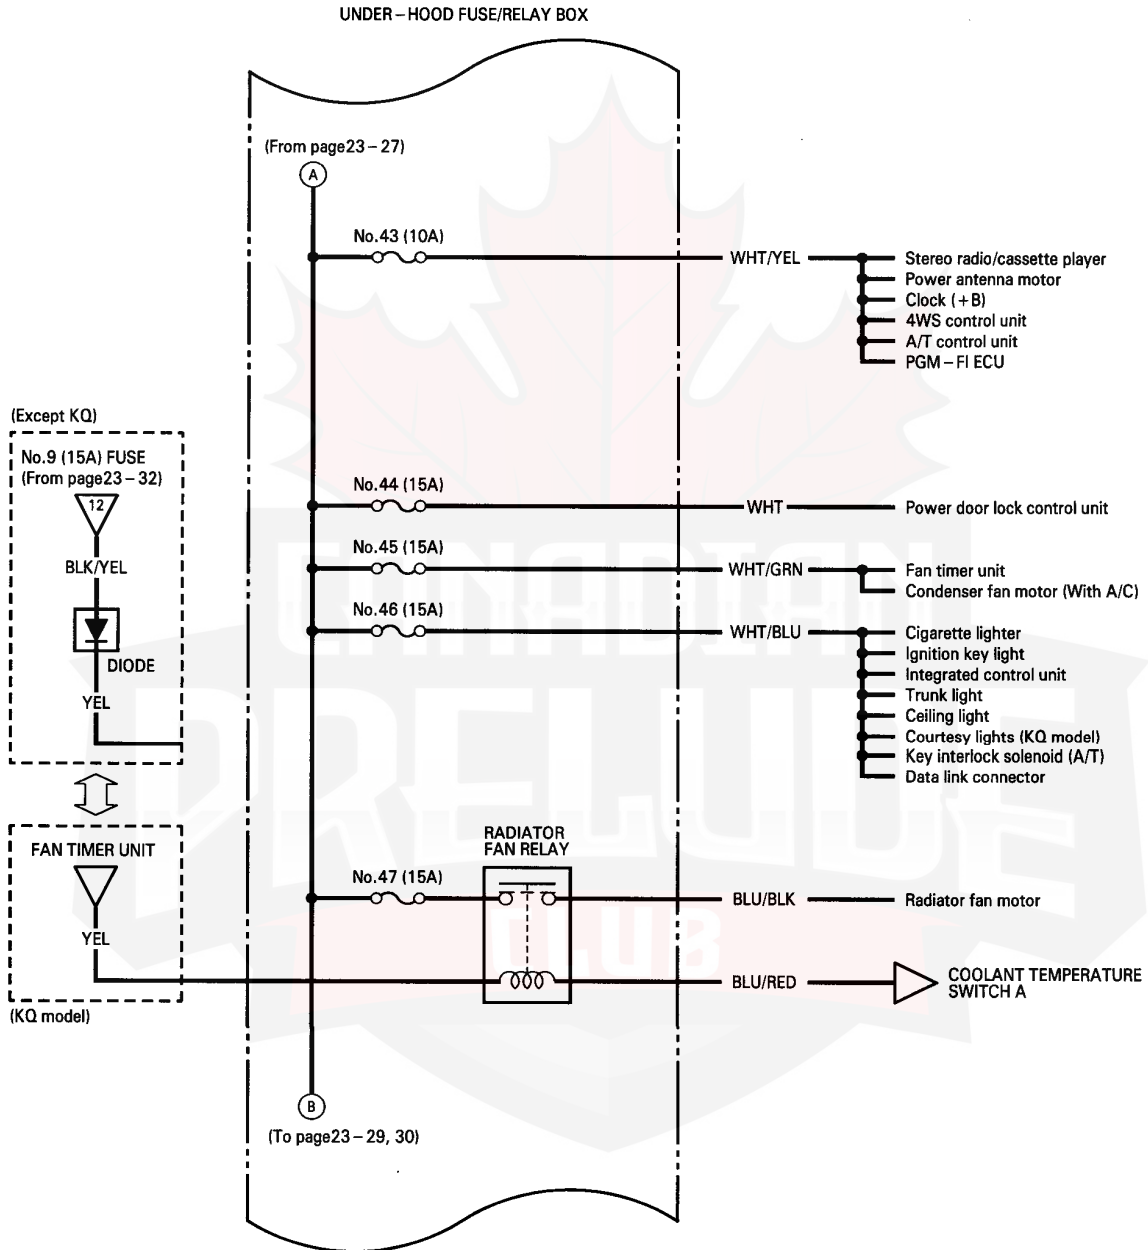 UNDER–HOOD FUSE/RELAY BOX
(From page23–27)
A
No.43 (10A)
WHT/YEL
Stereo radio/cassette player
Power antenna motor
Clock (+B)
4WS control unit
A/T control unit
PGM–FI ECU
(Except KQ)
No.9 (15A) FUSE
(From page23–32)
12
BLK/YEL
DIODE
YEL
No.44 (15A)
WHT
Power door lock control unit
No.45 (15A)
WHT/GRN
Fan timer unit
Condenser fan motor (With A/C)
No.46 (15A)
WHT/BLU
Cigarette lighter
Ignition key light
Integrated control unit
Trunk light
Ceiling light
Courtesy lights (KQ model)
Key interlock solenoid (A/T)
Data link connector
FAN TIMER UNIT
YEL
(KQ model)
RADIATOR
FAN RELAY
No.47 (15A)
BLU/BLK
Radiator fan motor
BLU/RED
COOLANT TEMPERATURE
SWITCH A
B
(To page23–29, 30)
CANADIAN
PRELUDE
CLUB